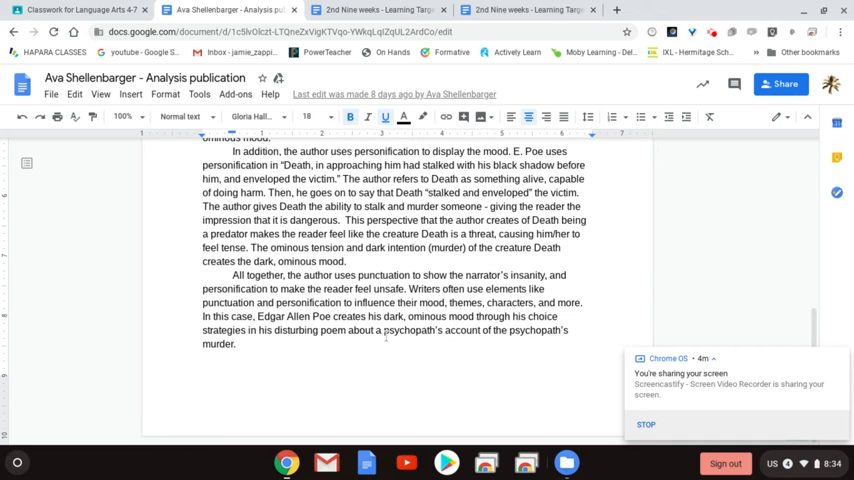 Classwork for Language Arts 4-7
Ava Shellenbarger - Analysis pub
2nd Nine weeks - Learning Targe
2nd Nine weeks - Learning Targe
docs.google.com/document/d/1c5lvOlczt-LTQneZxVigKTVqo-YWkqLqIZqUL2ArdCo/edit
HAPARA CLASSES
youtube - Google S...
Inbox - jamie_zappi...
PowerTeacher
On Hands
Formative
Actively Learn
Moby Learning - Del...
IXL - Hermitage Sch...
Other bookmarks
Ava Shellenbarger - Analysis publication
File Edit View Insert Format Tools Add-ons Help
Last edit was made 8 days ago by Ava Shellenbarger
Share
100% Normal text Gloria Hall... 18 B I U A
1 1 2 3 4 5 6 7
ominous mood.
In addition, the author uses personification to display the mood. E. Poe uses
personification in “Death, in approaching him had stalked with his black shadow before
him, and enveloped the victim.” The author refers to Death as something alive, capable
of doing harm. Then, he goes on to say that Death “stalked and enveloped” the victim.
The author gives Death the ability to stalk and murder someone - giving the reader the
impression that it is dangerous. This perspective that the author creates of Death being
a predator makes the reader feel like the creature Death is a threat, causing him/her to
feel tense. The ominous tension and dark intention (murder) of the creature Death
creates the dark, ominous mood.
All together, the author uses punctuation to show the narrator’s insanity, and
personification to make the reader feel unsafe. Writers often use elements like
punctuation and personification to influence their mood, themes, characters, and more.
In this case, Edgar Allen Poe creates his dark, ominous mood through his choice
strategies in his disturbing poem about a psychopath’s account of the psychopath’s
murder.
Chrome OS • 4m
You're sharing your screen
Screencastify - Screen Video Recorder is sharing your
screen.
STOP
Sign out
US 4 8:34